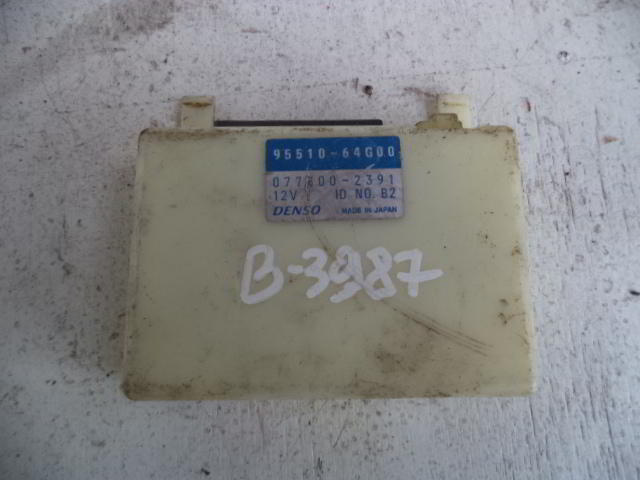 95510-64G00
077800-2391
12V ID NO. B2
DENSO MADE IN JAPAN
B-3987